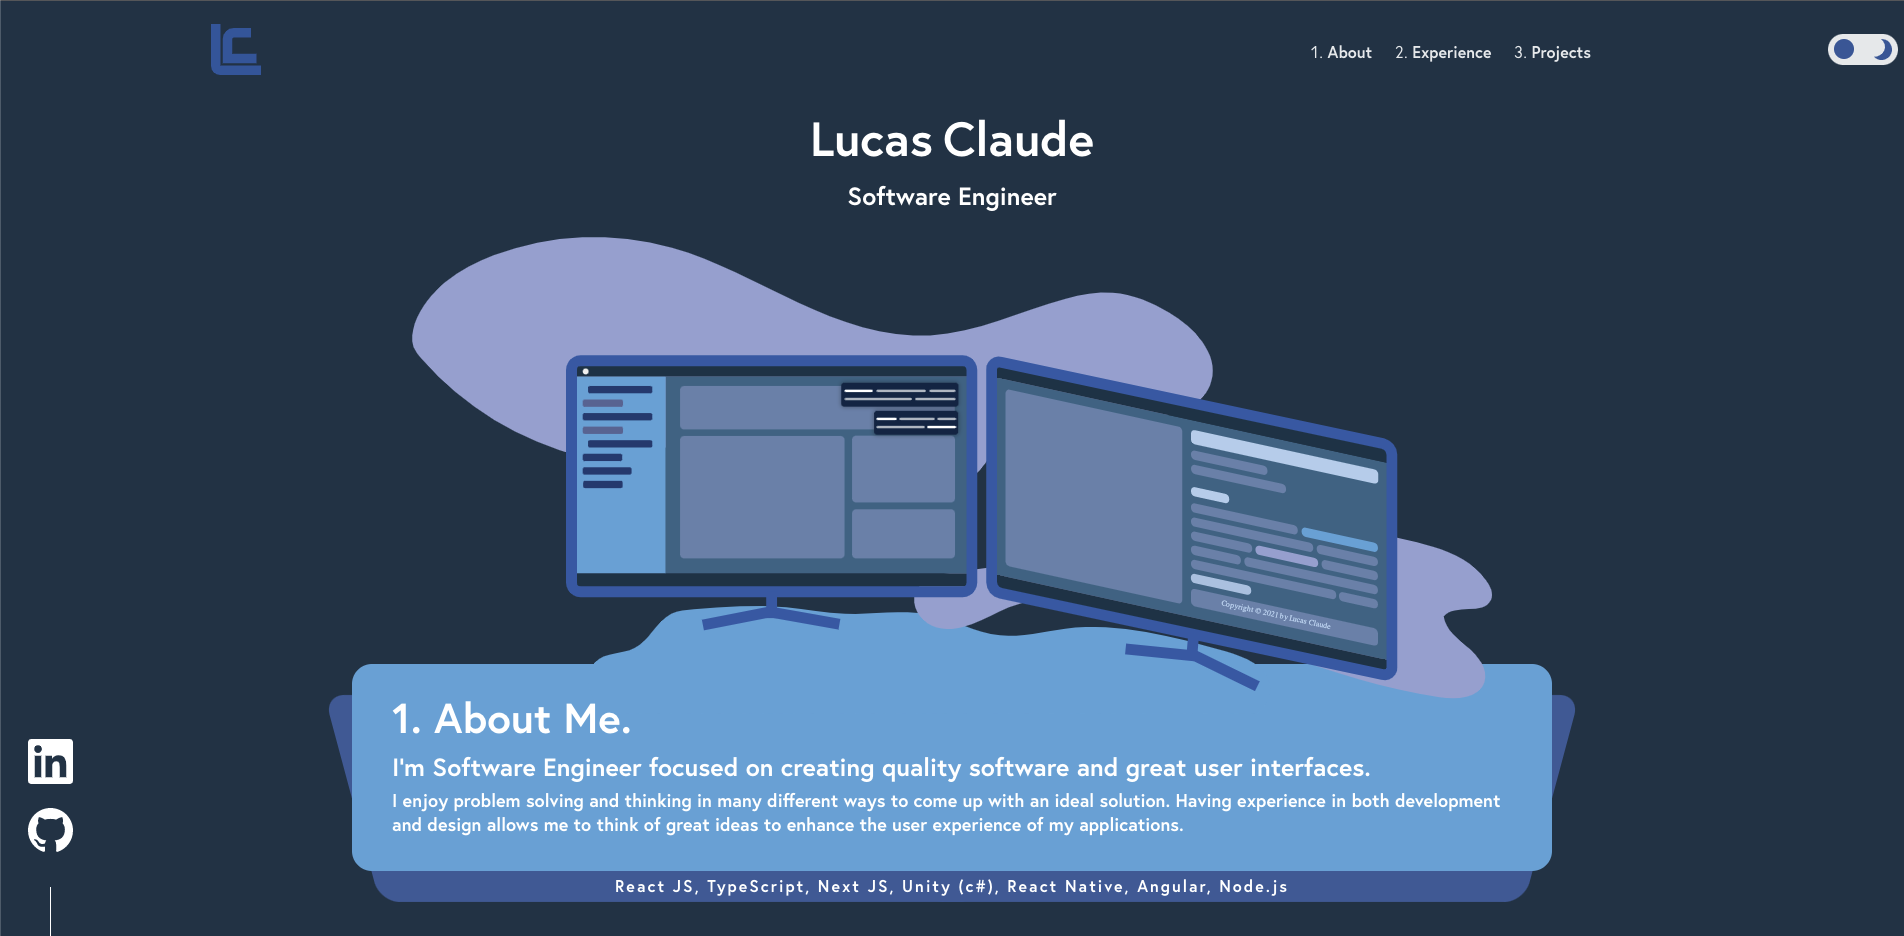 LC
1. About 2. Experience 3. Projects
Lucas Claude
Software Engineer
Copyright © 2021 by Lucas Claude
1. About Me.
I'm Software Engineer focused on creating quality software and great user interfaces.
I enjoy problem solving and thinking in many different ways to come up with an ideal solution. Having experience in both development
and design allows me to think of great ideas to enhance the user experience of my applications.
in
React JS, TypeScript, Next JS, Unity (c#), React Native, Angular, Node.js